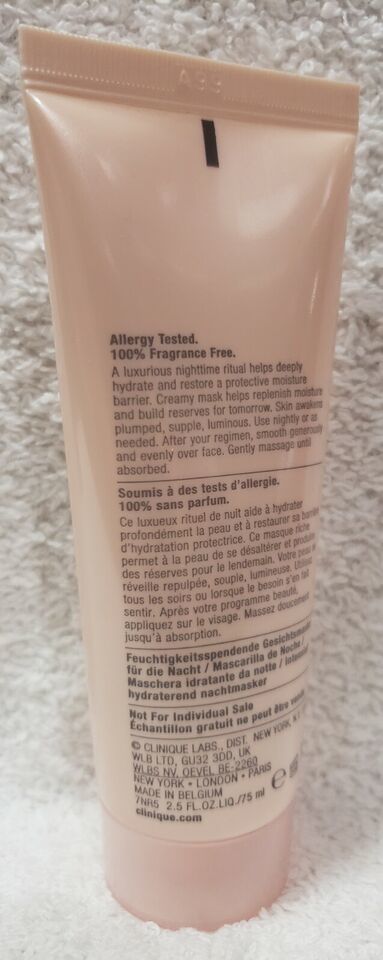 A99
Allergy Tested.
100% Fragrance Free.
A luxurious nighttime ritual helps deeply
hydrate and restore a protective moisture
barrier. Creamy mask helps replenish moisture
and build reserves for tomorrow. Skin awakens
plumped, supple, luminous. Use nightly or as
needed. After your regimen, smooth generously
and evenly over face. Gently massage until
absorbed.
Soumis à des tests d'allergie.
100% sans parfum.
Ce luxueux rituel de nuit aide à hydrater
profondément la peau et à restaurer sa barrière
d'hydratation protectrice. Ce masque riche
permet à la peau de se désaltérer et produire
des réserves pour le lendemain. Votre peau se
réveille repulpée, souple, lumineuse. Utilisez
tous les soirs ou lorsque le besoin s'en fait
sentir. Après votre programme beauté,
appliquez sur le visage. Massez doucement
jusqu'à absorption.
Feuchtigkeitsspendende
für die Nacht / Mascarilla de Noche /
Maschera idratante da notte /
hydraterend nachtmasker
Not For Individual Sale
Échantillon gratuit ne peut être
© CLINIQUE LABS., DIST. NEW YORK, N.Y.
WLB LTD, GU32 3DD, UK
WLBS NV, OEVEL BE-2260
NEW YORK • LONDON • PARIS
MADE IN BELGIUM
7NR5 2.5 FL.OZ.LIQ./75 ml e
clinique.com